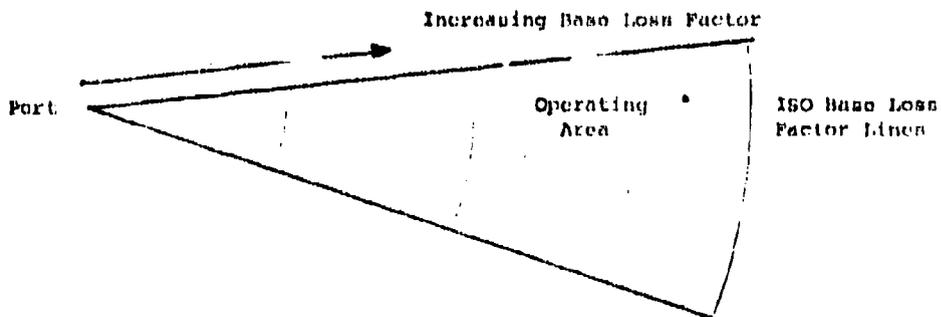 Increasing Base Loss Factor
Port
Operating
Area
ISO Base Loss
Factor Lines